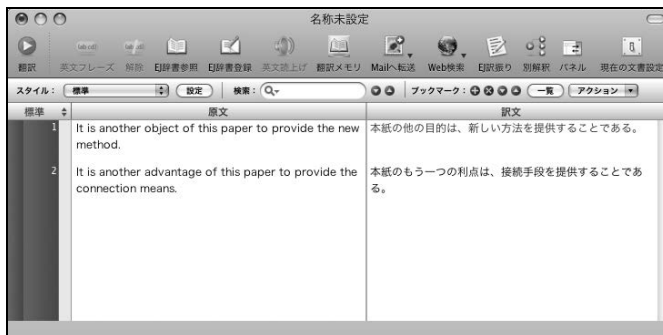 名称未設定
翻訳 英文フレーズ 解除 EJ辞書参照 EJ辞書登録 英文読上げ 翻訳メモリ Mailへ転送 Web検索 EJ訳振り 別解釈 パネル 現在の文書設定
スタイル： 標準 設定 検索： Q- ブックマーク： 一覧 アクション
標準 原文 訳文
1 It is another object of this paper to provide the new 本紙の他の目的は、新しい方法を提供することである。
method.
2 It is another advantage of this paper to provide the 本紙のもう一つの利点は、接続手段を提供することであ
connection means. る。